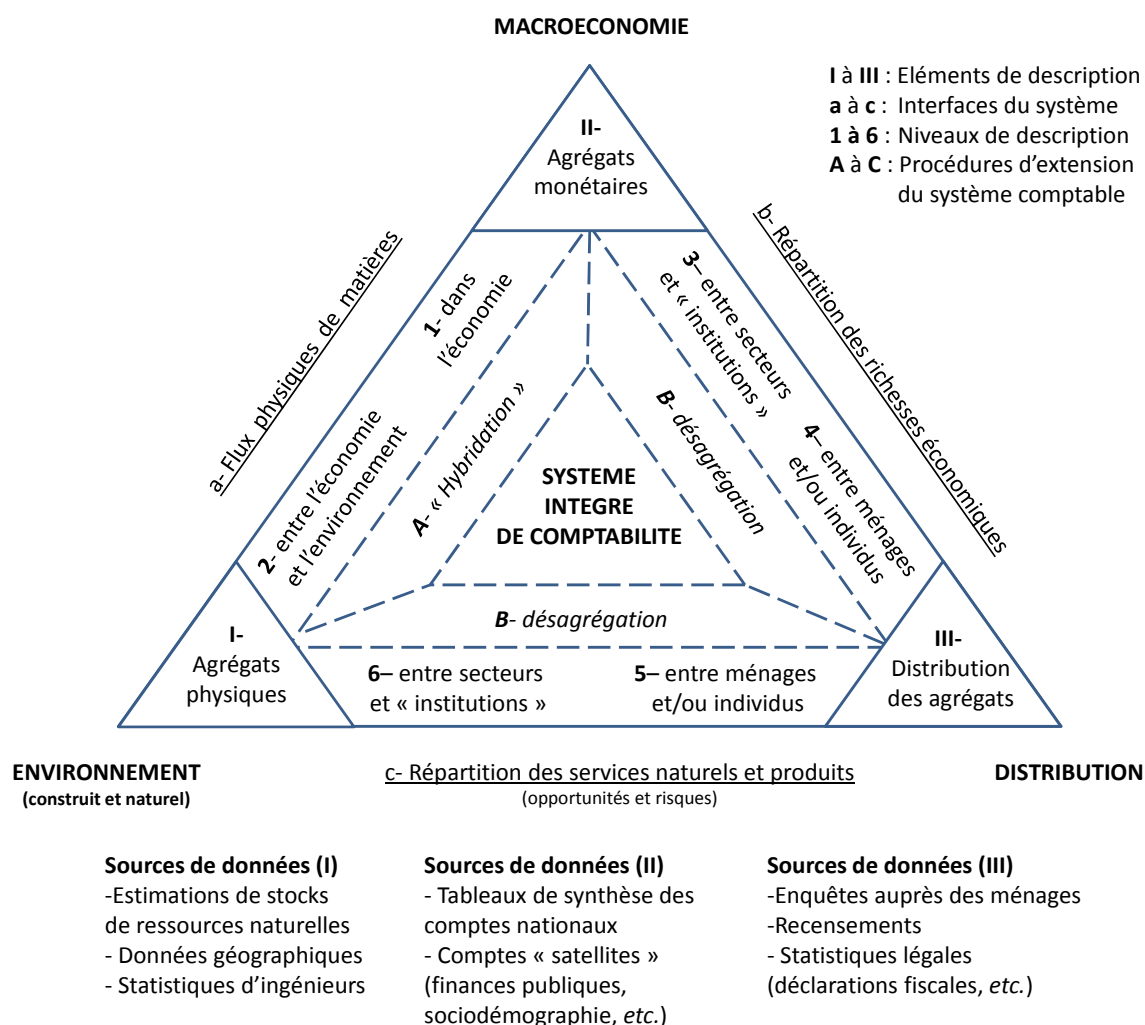 MACROECONOMIE
I à III : Eléments de description
a à c : Interfaces du système
1 à 6 : Niveaux de description
A à C : Procédures d'extension
du système comptable
II-
Agrégats
monétaires
a- Flux physiques de matières
b- Répartition des richesses économiques
1- dans
l'économie
2- entre l'économie
et l'environnement
3– entre secteurs
et « institutions »
4– entre ménages
et/ou individus
A- « Hybridation »
B- désagrégation
SYSTEME
INTEGRE
DE COMPTABILITE
B- désagrégation
I-
Agrégats
physiques
6– entre secteurs
et « institutions »
5– entre ménages
et/ou individus
III-
Distribution
des agrégats
ENVIRONNEMENT
(construit et naturel)
c- Répartition des services naturels et produits
(opportunités et risques)
DISTRIBUTION
Sources de données (I)
-Estimations de stocks
de ressources naturelles
- Données géographiques
- Statistiques d'ingénieurs
Sources de données (II)
- Tableaux de synthèse des
comptes nationaux
- Comptes « satellites »
(finances publiques,
sociodémographie, etc.)
Sources de données (III)
-Enquêtes auprès des ménages
-Recensements
- Statistiques légales
(déclarations fiscales, etc.)